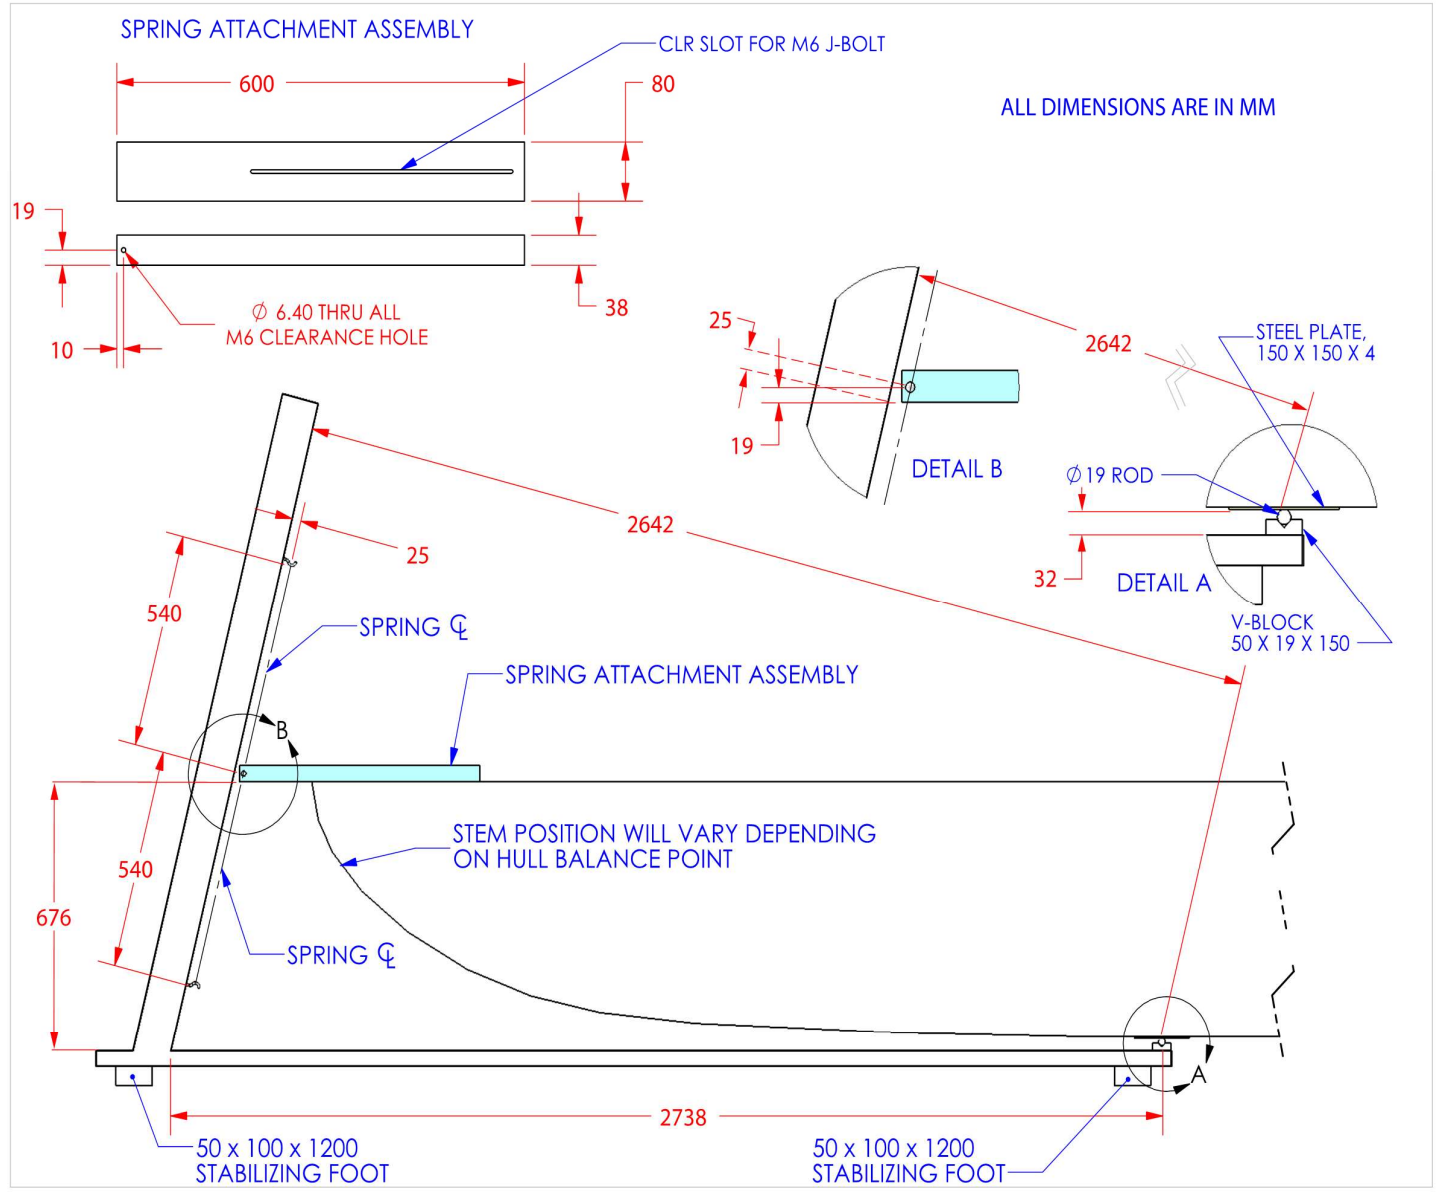 SPRING ATTACHMENT ASSEMBLY
CLR SLOT FOR M6 J-BOLT
600
80
ALL DIMENSIONS ARE IN MM
19
38
Ø 6.40 THRU ALL
M6 CLEARANCE HOLE
10
25
2642
STEEL PLATE,
150 X 150 X 4
19
DETAIL B
Ø19 ROD
32
DETAIL A
V-BLOCK
50 X 19 X 150
2642
25
540
SPRING ℄
SPRING ATTACHMENT ASSEMBLY
B
STEM POSITION WILL VARY DEPENDING
ON HULL BALANCE POINT
540
676
SPRING ℄
A
2738
50 x 100 x 1200
STABILIZING FOOT
50 x 100 x 1200
STABILIZING FOOT